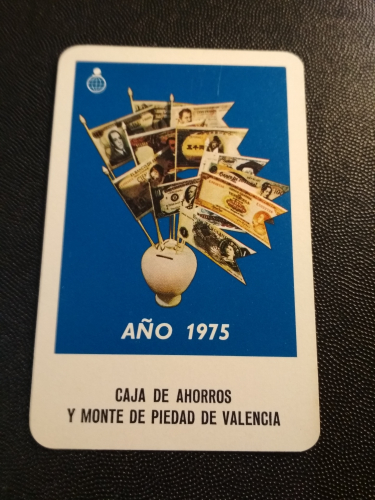 AÑO 1975
CAJA DE AHORROS
Y MONTE DE PIEDAD DE VALENCIA